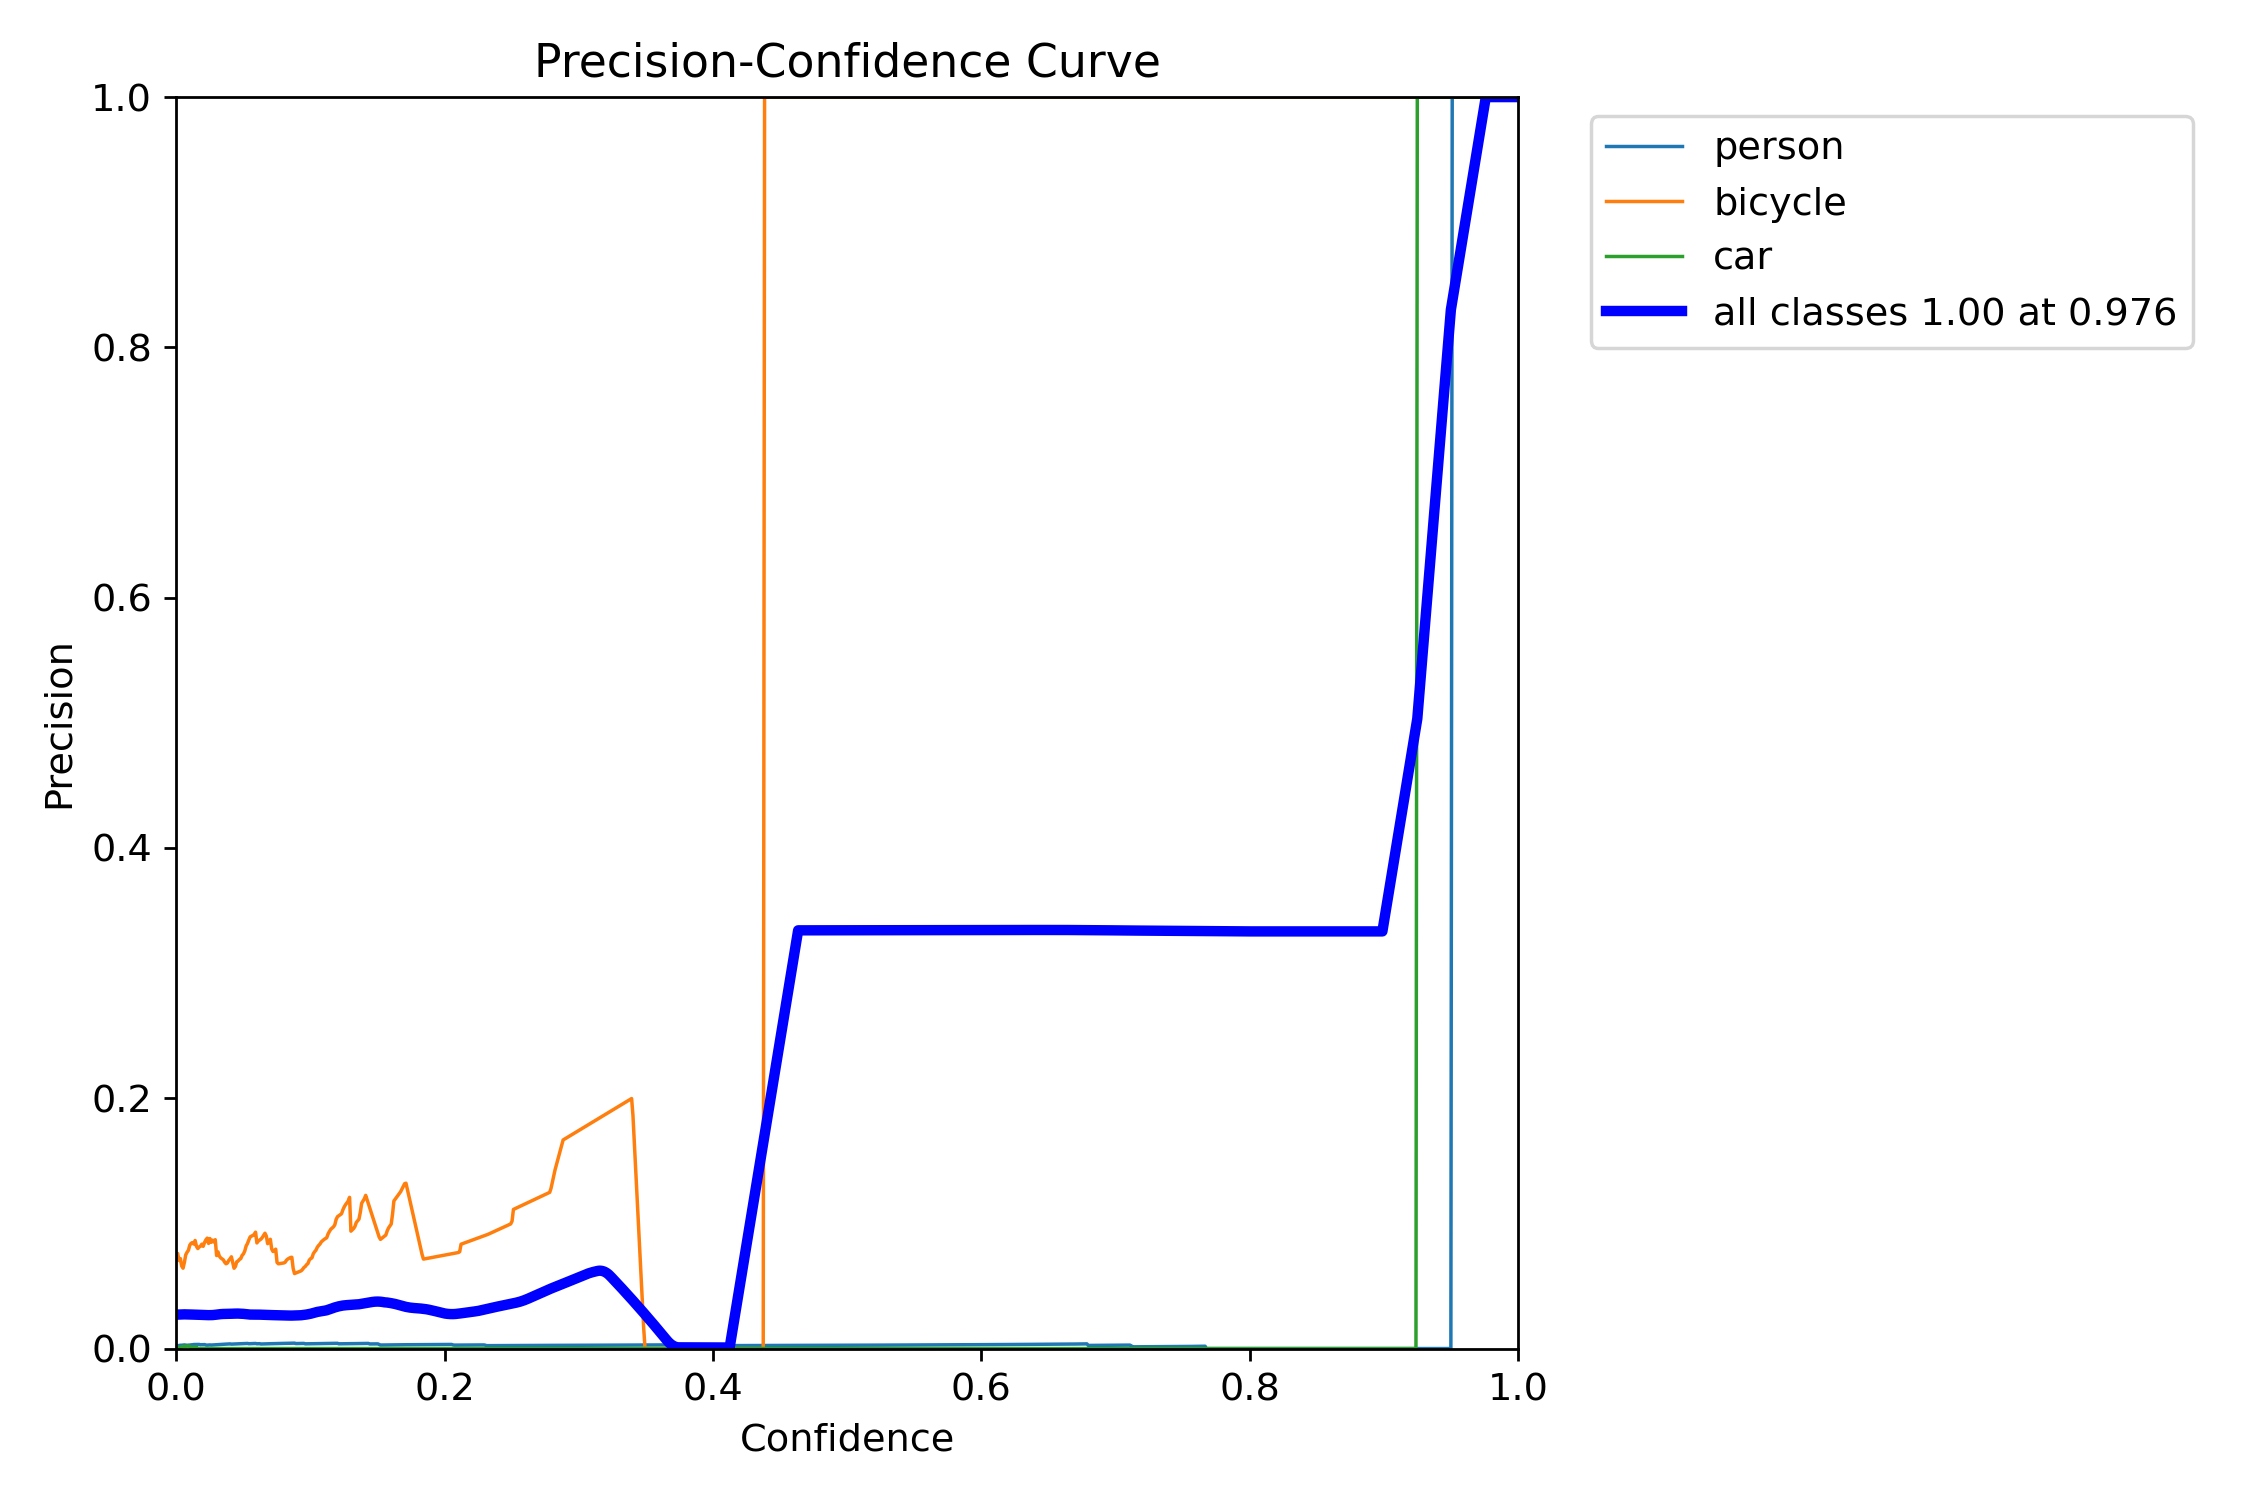 Precision-Confidence Curve
1.0
0.8
0.6
0.4
0.2
0.0
Precision
0.0 0.2 0.4 0.6 0.8 1.0
Confidence
person
bicycle
car
all classes 1.00 at 0.976